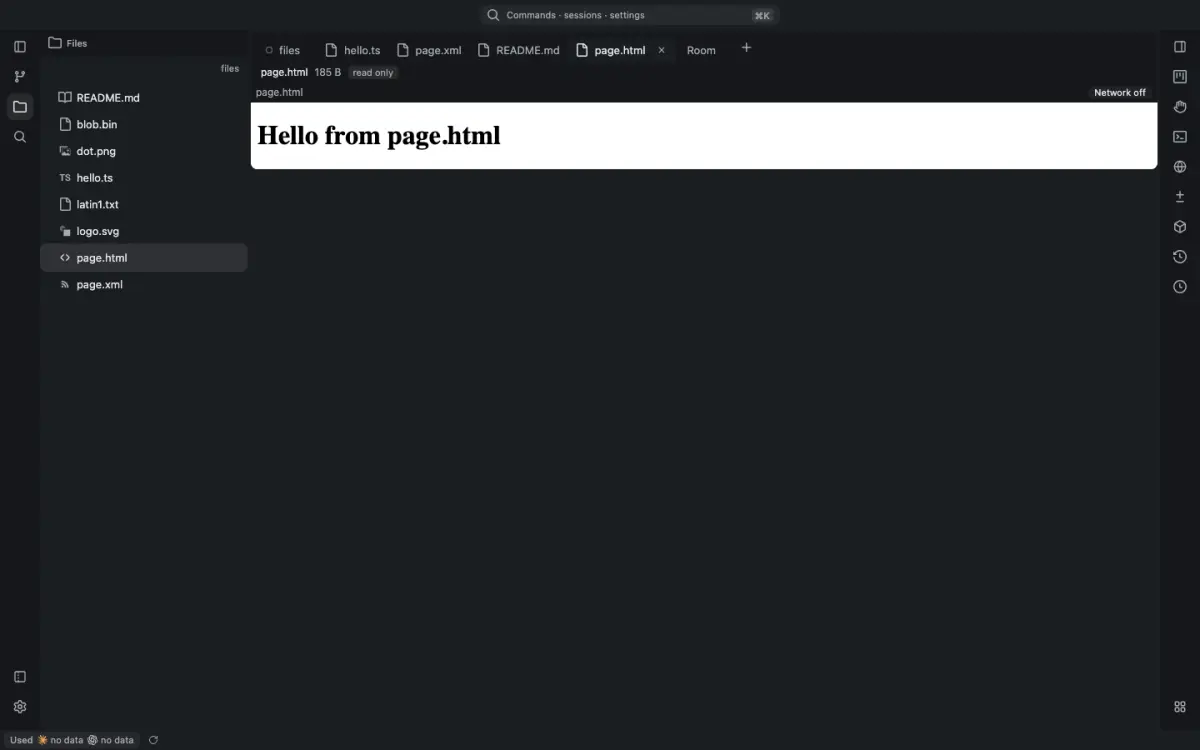 Commands · sessions · settings ⌘K
Files
files
README.md
blob.bin
dot.png
TS hello.ts
latin1.txt
logo.svg
page.html
page.xml
files hello.ts page.xml README.md page.html × Room +
page.html 185 B read only
page.html Network off
Hello from page.html
Used no data no data